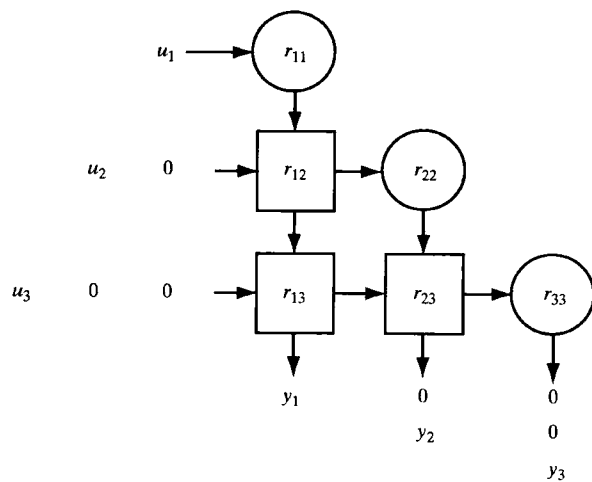 u₁ r₁₁
u₂ 0 r₁₂ r₂₂
u₃ 0 0 r₁₃ r₂₃ r₃₃
y₁ 0 0
y₂ 0
y₃